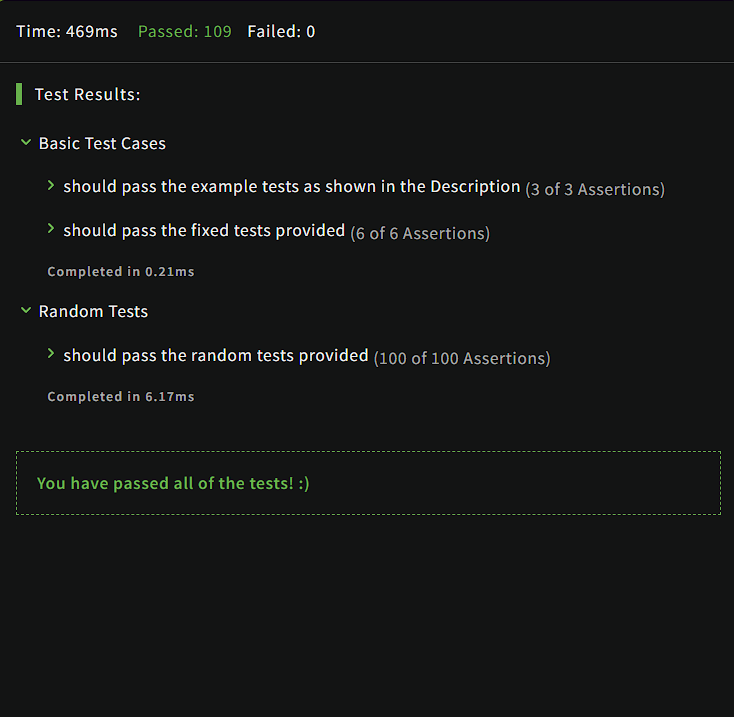 Time: 469ms Passed: 109 Failed: 0
Test Results:
Basic Test Cases
should pass the example tests as shown in the Description (3 of 3 Assertions)
should pass the fixed tests provided (6 of 6 Assertions)
Completed in 0.21ms
Random Tests
should pass the random tests provided (100 of 100 Assertions)
Completed in 6.17ms
You have passed all of the tests! :)